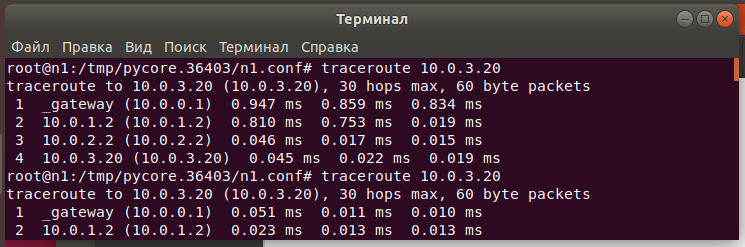 Терминал
Файл Правка Вид Поиск Терминал Справка
root@n1:/tmp/pycore.36403/n1.conf# traceroute 10.0.3.20
traceroute to 10.0.3.20 (10.0.3.20), 30 hops max, 60 byte packets
 1  _gateway (10.0.0.1)  0.947 ms  0.859 ms  0.834 ms
 2  10.0.1.2 (10.0.1.2)  0.810 ms  0.753 ms  0.019 ms
 3  10.0.2.2 (10.0.2.2)  0.046 ms  0.017 ms  0.015 ms
 4  10.0.3.20 (10.0.3.20)  0.045 ms  0.022 ms  0.019 ms
root@n1:/tmp/pycore.36403/n1.conf# traceroute 10.0.3.20
traceroute to 10.0.3.20 (10.0.3.20), 30 hops max, 60 byte packets
 1  _gateway (10.0.0.1)  0.051 ms  0.011 ms  0.010 ms
 2  10.0.1.2 (10.0.1.2)  0.023 ms  0.013 ms  0.013 ms